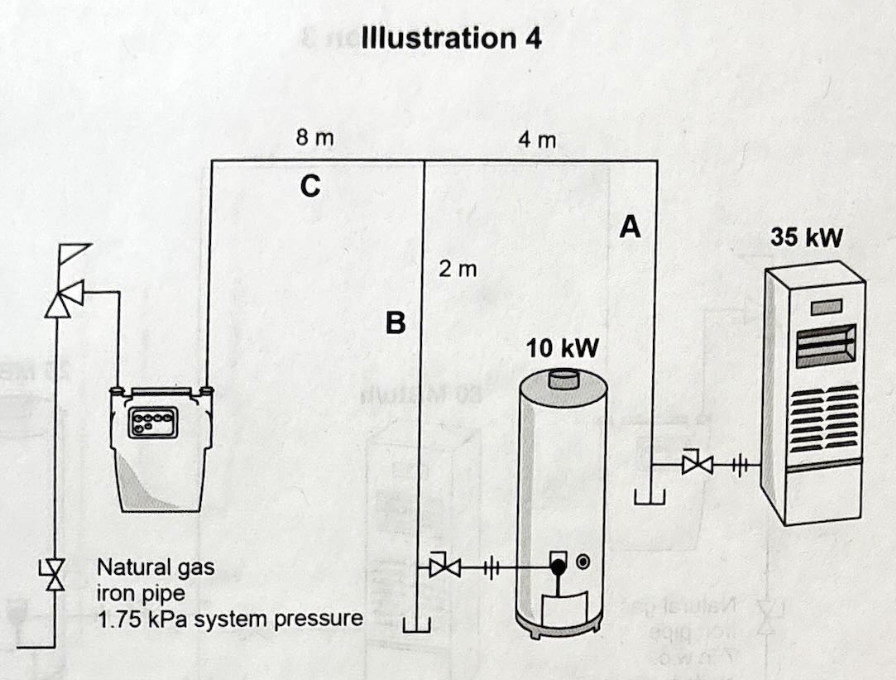 Illustration 4
8 m
4 m
C
A
35 kW
2 m
B
10 kW
Natural gas
iron pipe
1.75 kPa system pressure